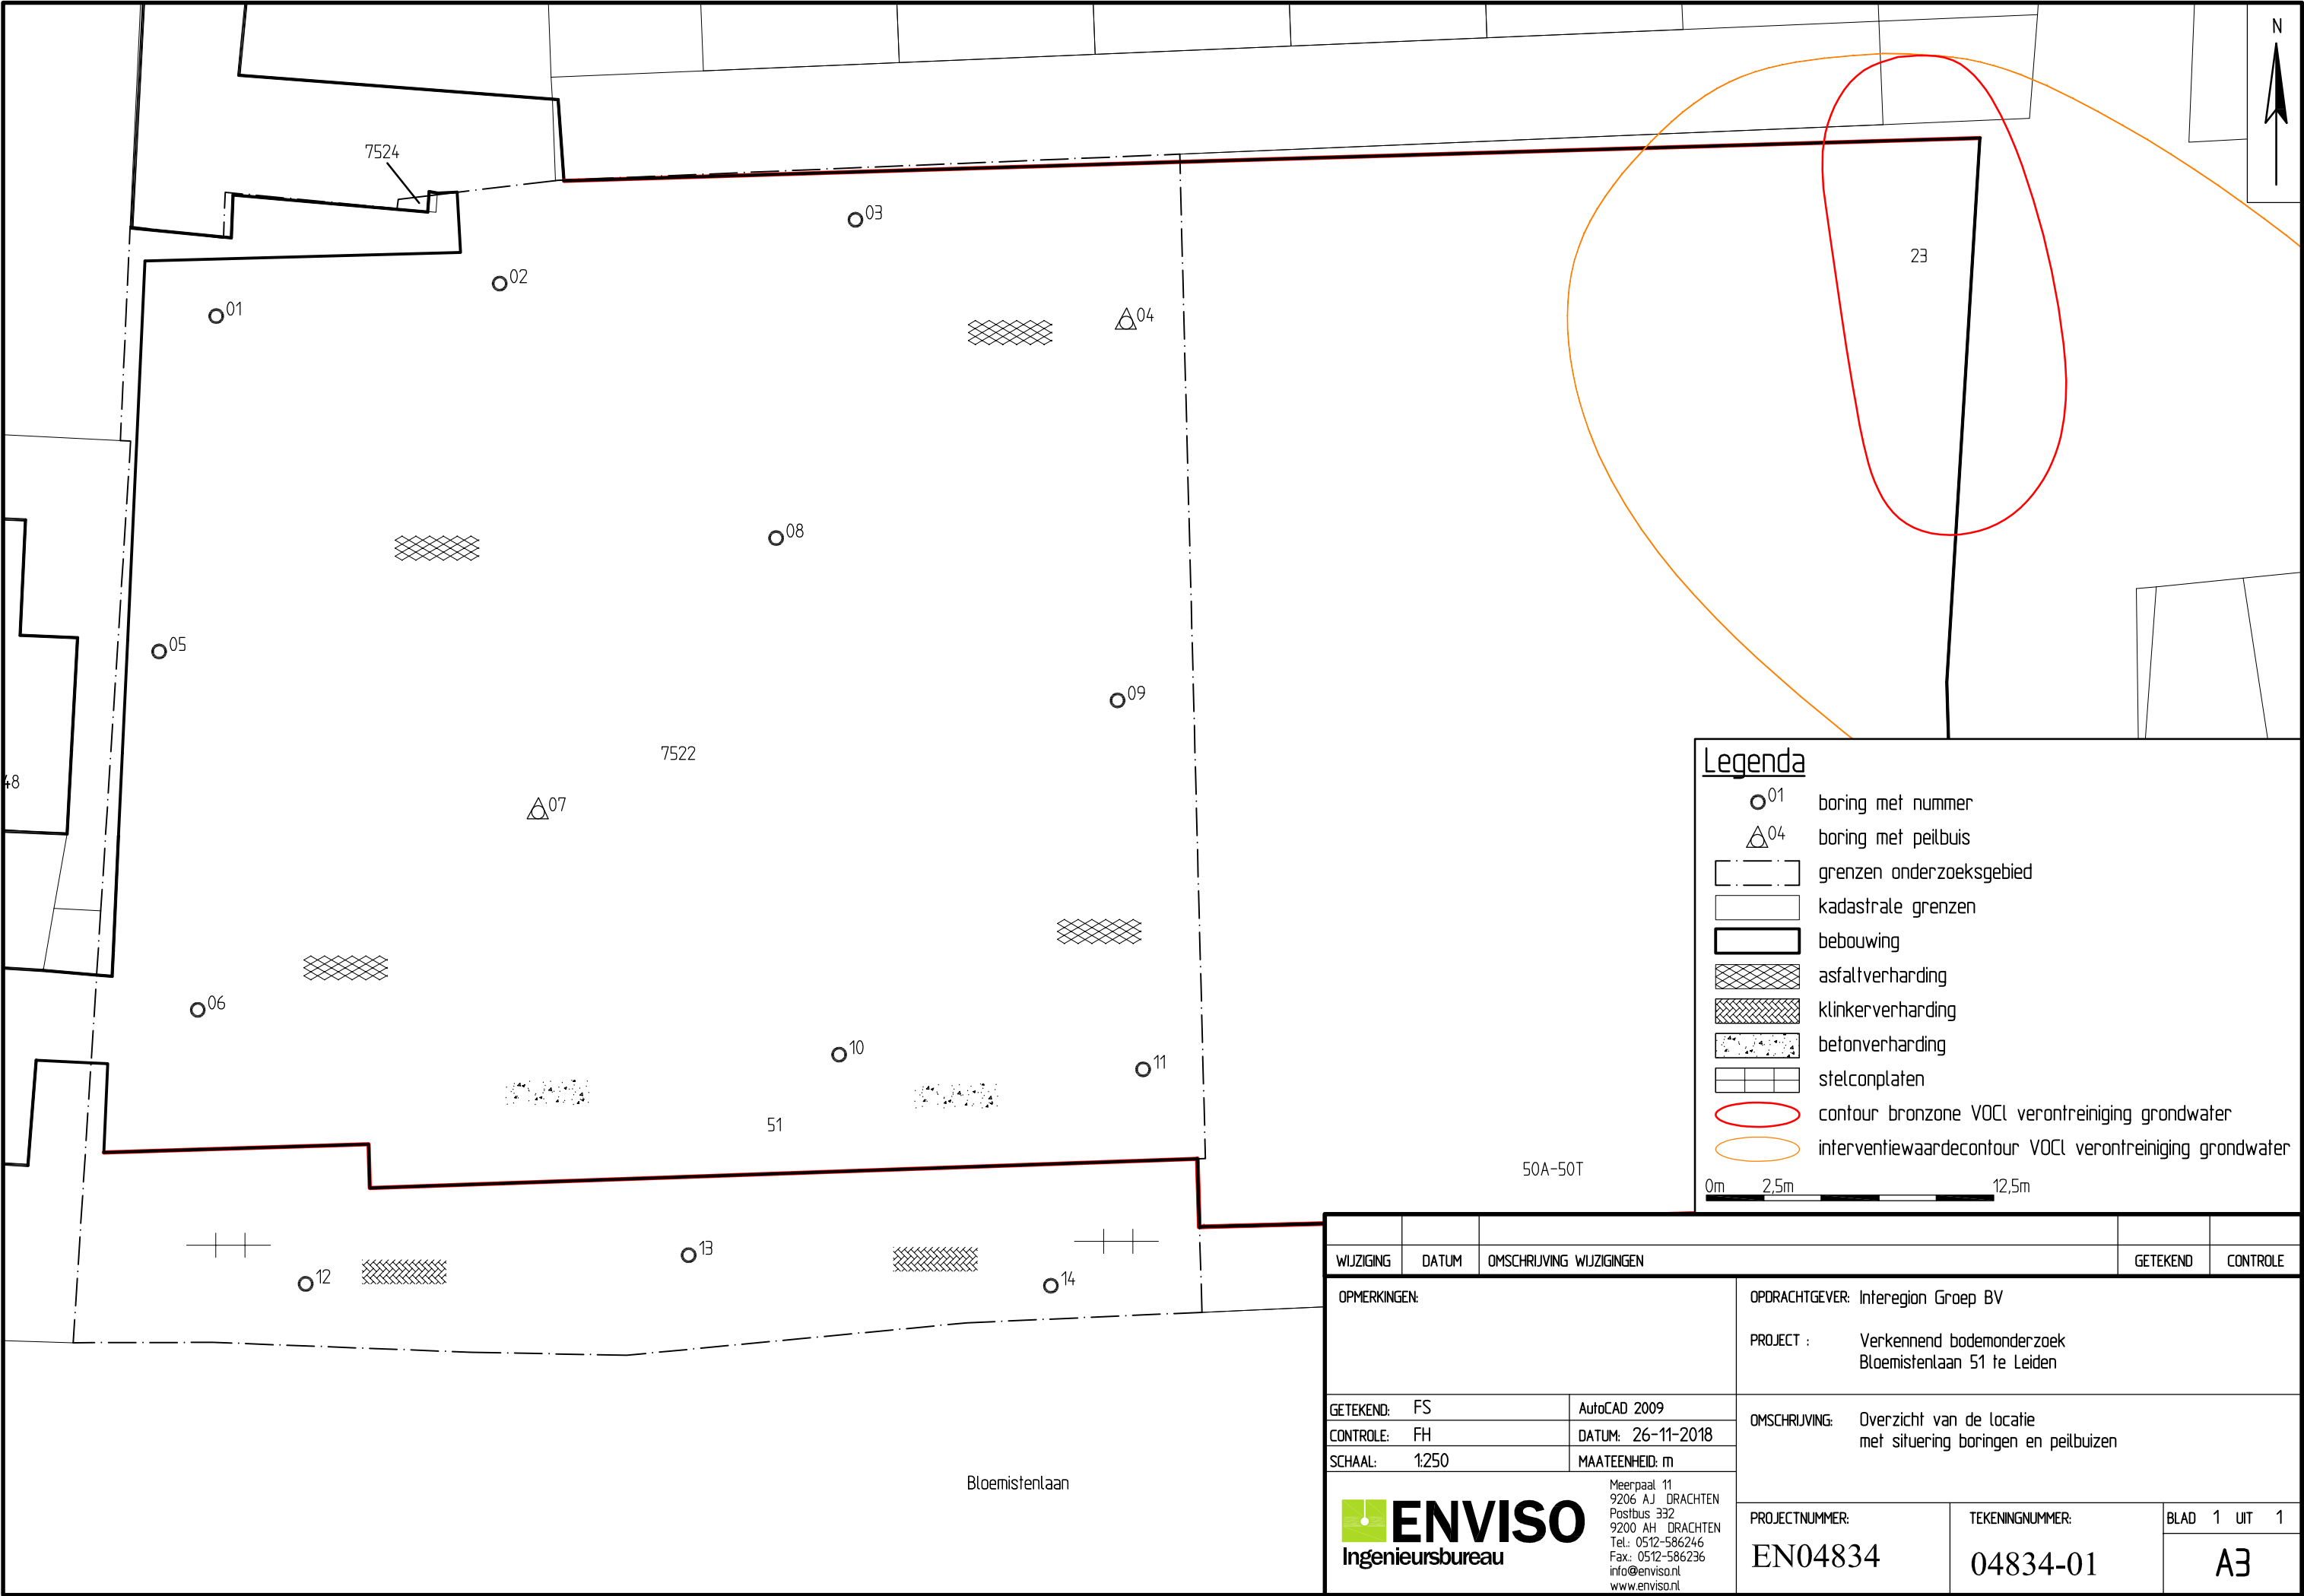 N
7524
03
23
02
01
04
08
05
09
7522
48
07
06
10
11
51
50A-50T
12
13
14
Bloemistenlaan
Legenda
01 boring met nummer
04 boring met peilbuis
grenzen onderzoeksgebied
kadastrale grenzen
bebouwing
asfaltverharding
klinkerverharding
betonverharding
stelconplaten
contour bronzone VOCl verontreiniging grondwater
interventiewaardecontour VOCl verontreiniging grondwater
0m 2,5m 12,5m
WIJZIGING DATUM OMSCHRIJVING WIJZIGINGEN GETEKEND CONTROLE
OPMERKINGEN:
OPDRACHTGEVER: Interegion Groep BV
PROJECT : Verkennend bodemonderzoek
Bloemistenlaan 51 te Leiden
GETEKEND: FS AutoCAD 2009
CONTROLE: FH DATUM: 26-11-2018
SCHAAL: 1:250 MAATEENHEID: m
OMSCHRIJVING: Overzicht van de locatie
met situering boringen en peilbuizen
ENVISO
Ingenieursbureau
Meerpaal 11
9206 AJ DRACHTEN
Postbus 332
9200 AH DRACHTEN
Tel.: 0512-586246
Fax.: 0512-586236
info@enviso.nl
www.enviso.nl
PROJECTNUMMER:
EN04834
TEKENINGNUMMER:
04834-01
BLAD 1 UIT 1
A3